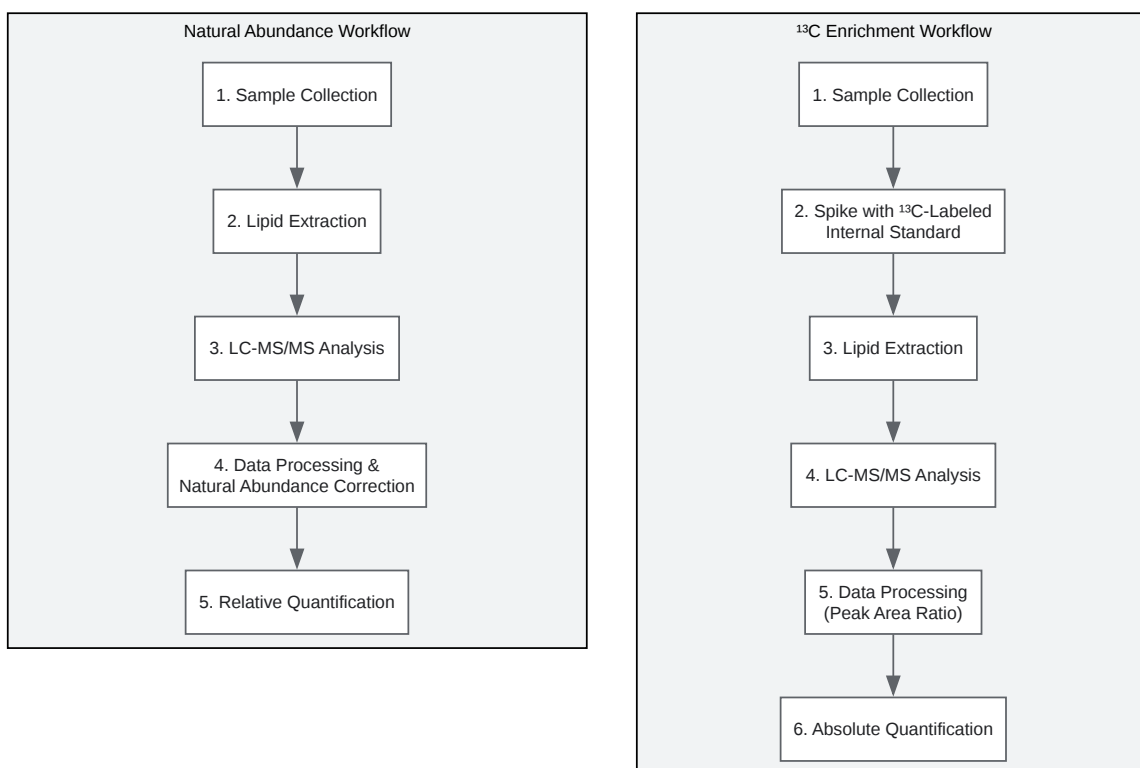 Natural Abundance Workflow
1. Sample Collection
2. Lipid Extraction
3. LC-MS/MS Analysis
4. Data Processing &
Natural Abundance Correction
5. Relative Quantification
¹³C Enrichment Workflow
1. Sample Collection
2. Spike with ¹³C-Labeled
Internal Standard
3. Lipid Extraction
4. LC-MS/MS Analysis
5. Data Processing
(Peak Area Ratio)
6. Absolute Quantification